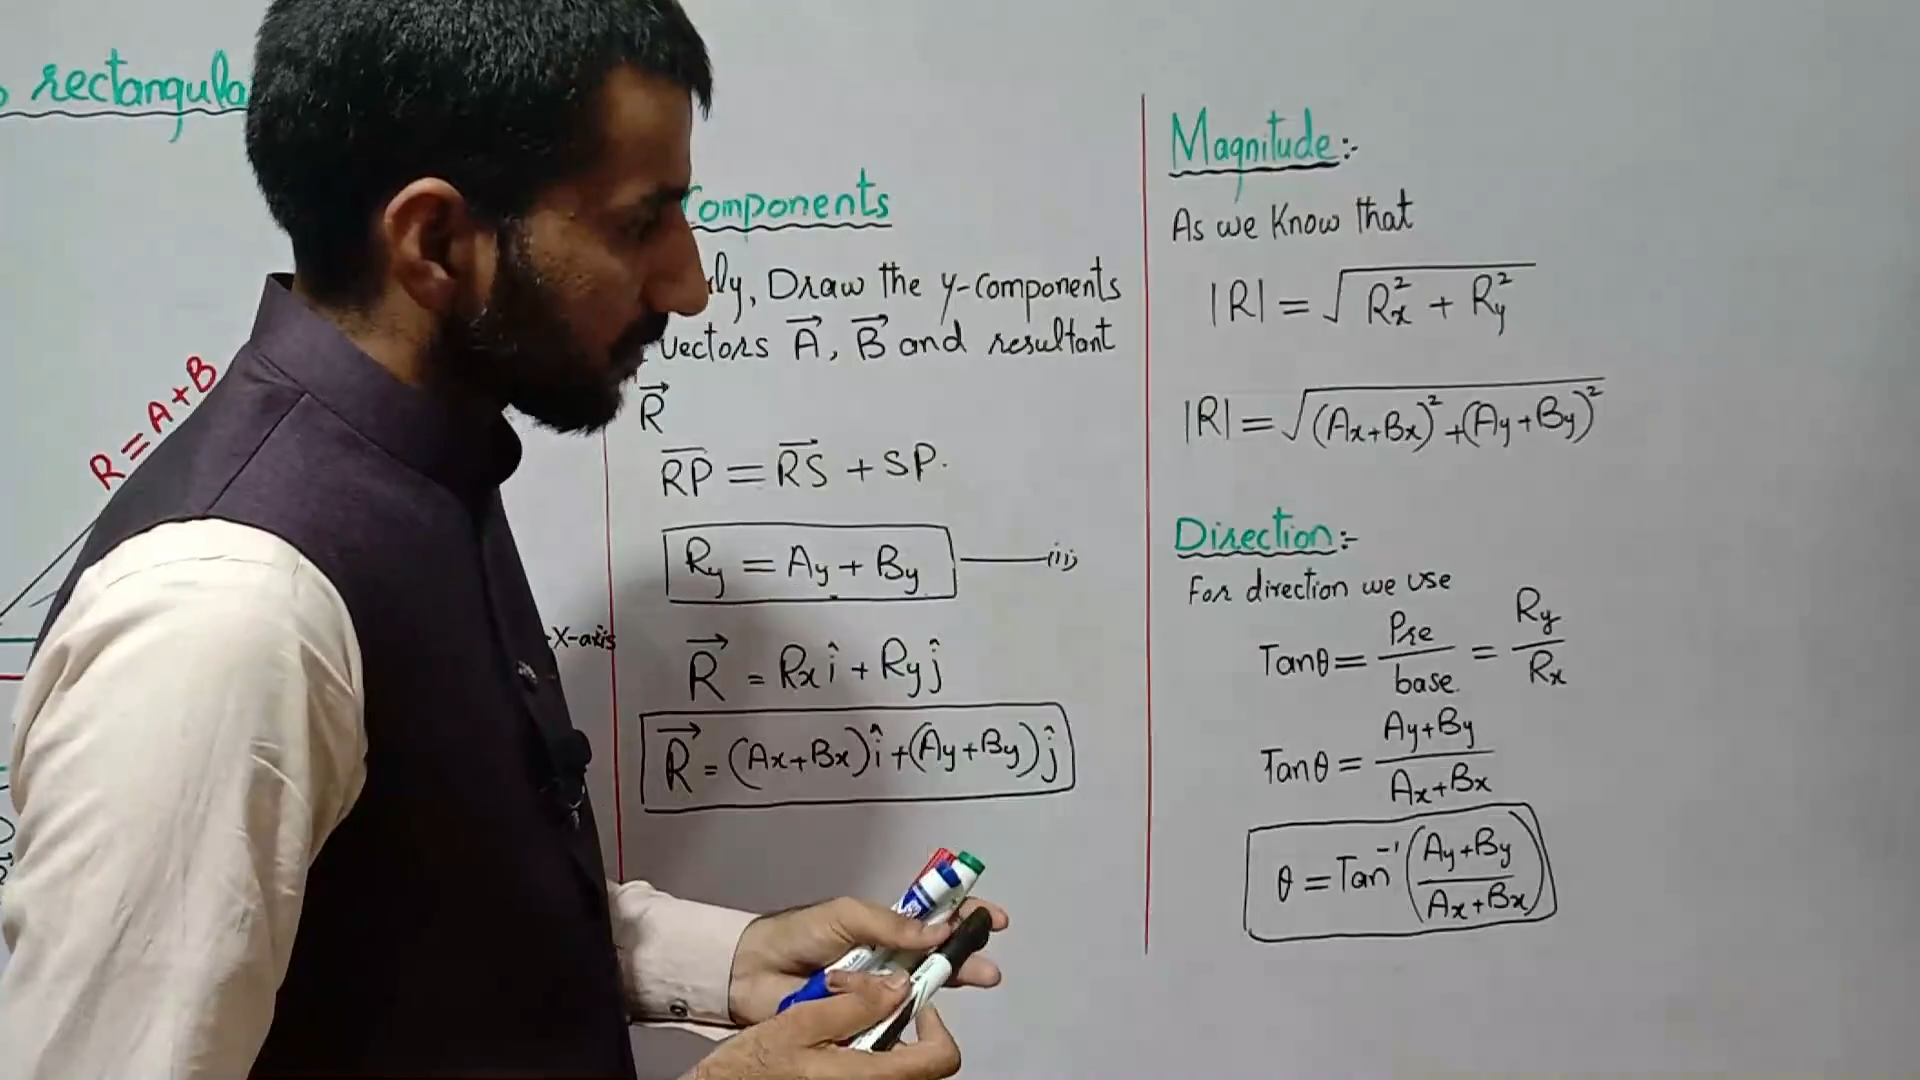 rectangula
R = A+B
X-axis
Components
ly, Draw the y-components
vectors A⃗, B⃗ and resultant
R⃗
R̅P̅ = R̅S̅ + SP.
Ry = Ay + By ——(ii)
R⃗ = Rx î + Ry ĵ
R⃗ = (Ax+Bx) î + (Ay+By) ĵ
Magnitude:-
As we know that
|R| = √(Rx² + Ry²)
|R| = √((Ax+Bx)² + (Ay+By)²)
Direction:-
For direction we use
Tanθ = Pre/base = Ry/Rx
Tanθ = Ay+By/Ax+Bx
θ = Tan⁻¹(Ay+By/Ax+Bx)